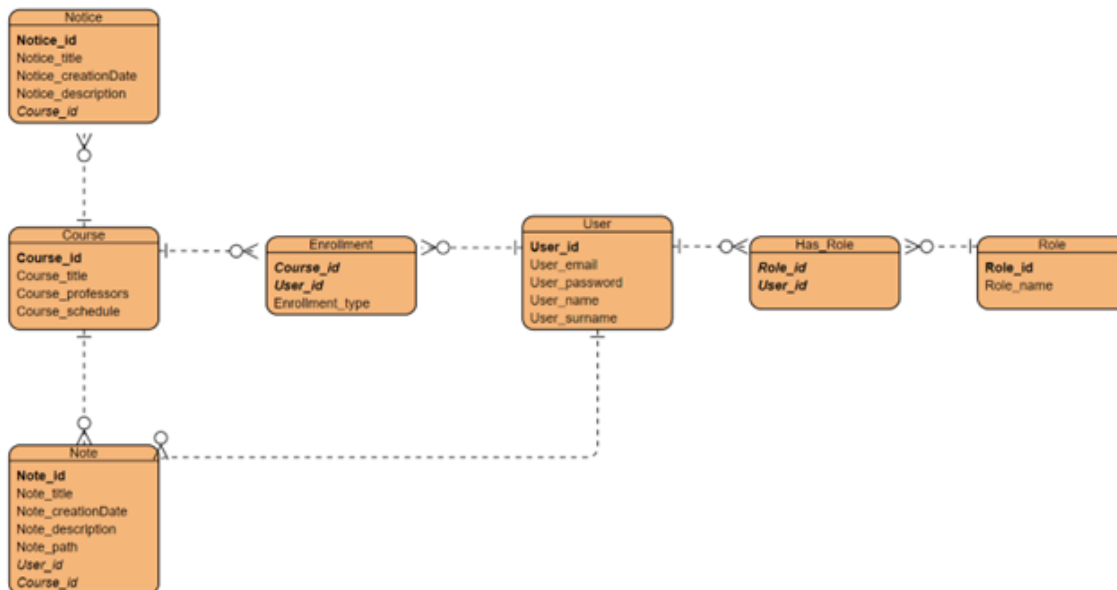 Notice
Notice_id
Notice_title
Notice_creationDate
Notice_description
Course_id
Course
Course_id
Course_title
Course_professors
Course_schedule
Enrollment
Course_id
User_id
Enrollment_type
User
User_id
User_email
User_password
User_name
User_surname
Has_Role
Role_id
User_id
Role
Role_id
Role_name
Note
Note_id
Note_title
Note_creationDate
Note_description
Note_path
User_id
Course_id